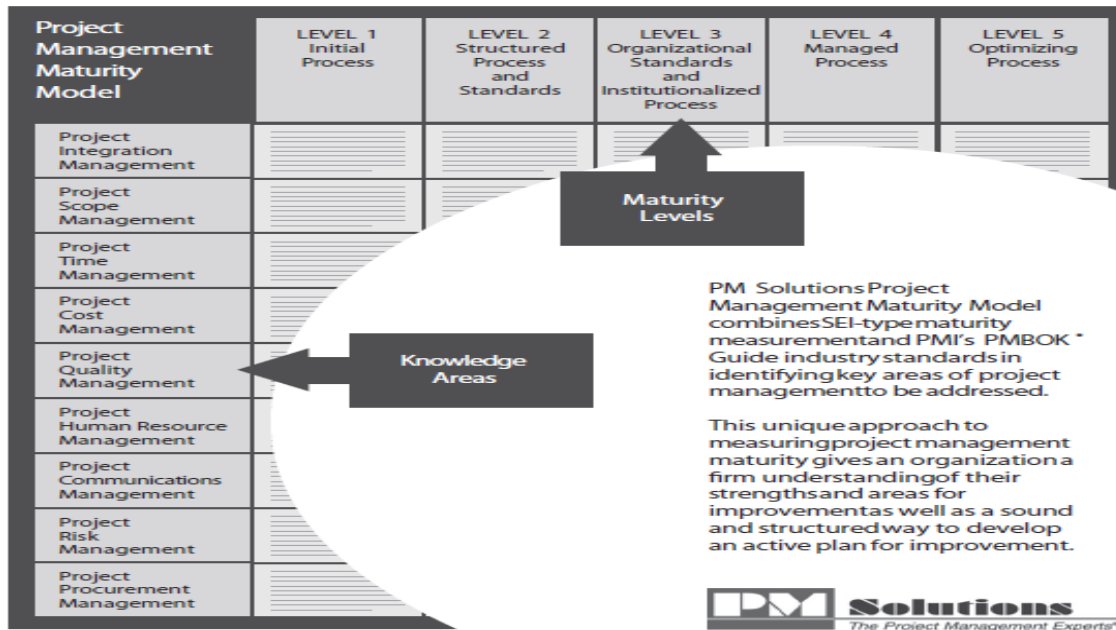 Project
Management
Maturity
Model
LEVEL 1
Initial
Process
LEVEL 2
Structured
Process
and
Standards
LEVEL 3
Organizational
Standards
and
Institutionalized
Process
LEVEL 4
Managed
Process
LEVEL 5
Optimizing
Process
Project
Integration
Management
Project
Scope
Management
Project
Time
Management
Project
Cost
Management
Project
Quality
Management
Project
Human Resource
Management
Project
Communications
Management
Project
Risk
Management
Project
Procurement
Management
Maturity
Levels
Knowledge
Areas
PM Solutions Project
Management Maturity Model
combines SEI-type maturity
measurement and PMI's PMBOK *
Guide industry standards in
identifying key areas of project
management to be addressed.
This unique approach to
measuring project management
maturity gives an organization a
firm understanding of their
strengths and areas for
improvement as well as a sound
and structured way to develop
an active plan for improvement.
PM Solutions
The Project Management Experts